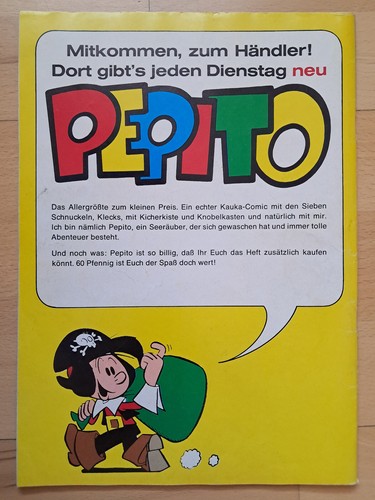 Mitkommen, zum Händler!
Dort gibt's jeden Dienstag neu
PEPITO
Das Allergrößte zum kleinen Preis. Ein echter Kauka-Comic mit den Sieben
Schnuckeln, Klecks, mit Kicherkiste und Knobelkasten und natürlich mit mir.
Ich bin nämlich Pepito, ein Seeräuber, der sich gewaschen hat und immer tolle
Abenteuer besteht.
Und noch was: Pepito ist so billig, daß Ihr Euch das Heft zusätzlich kaufen
könnt. 60 Pfennig ist Euch der Spaß doch wert!